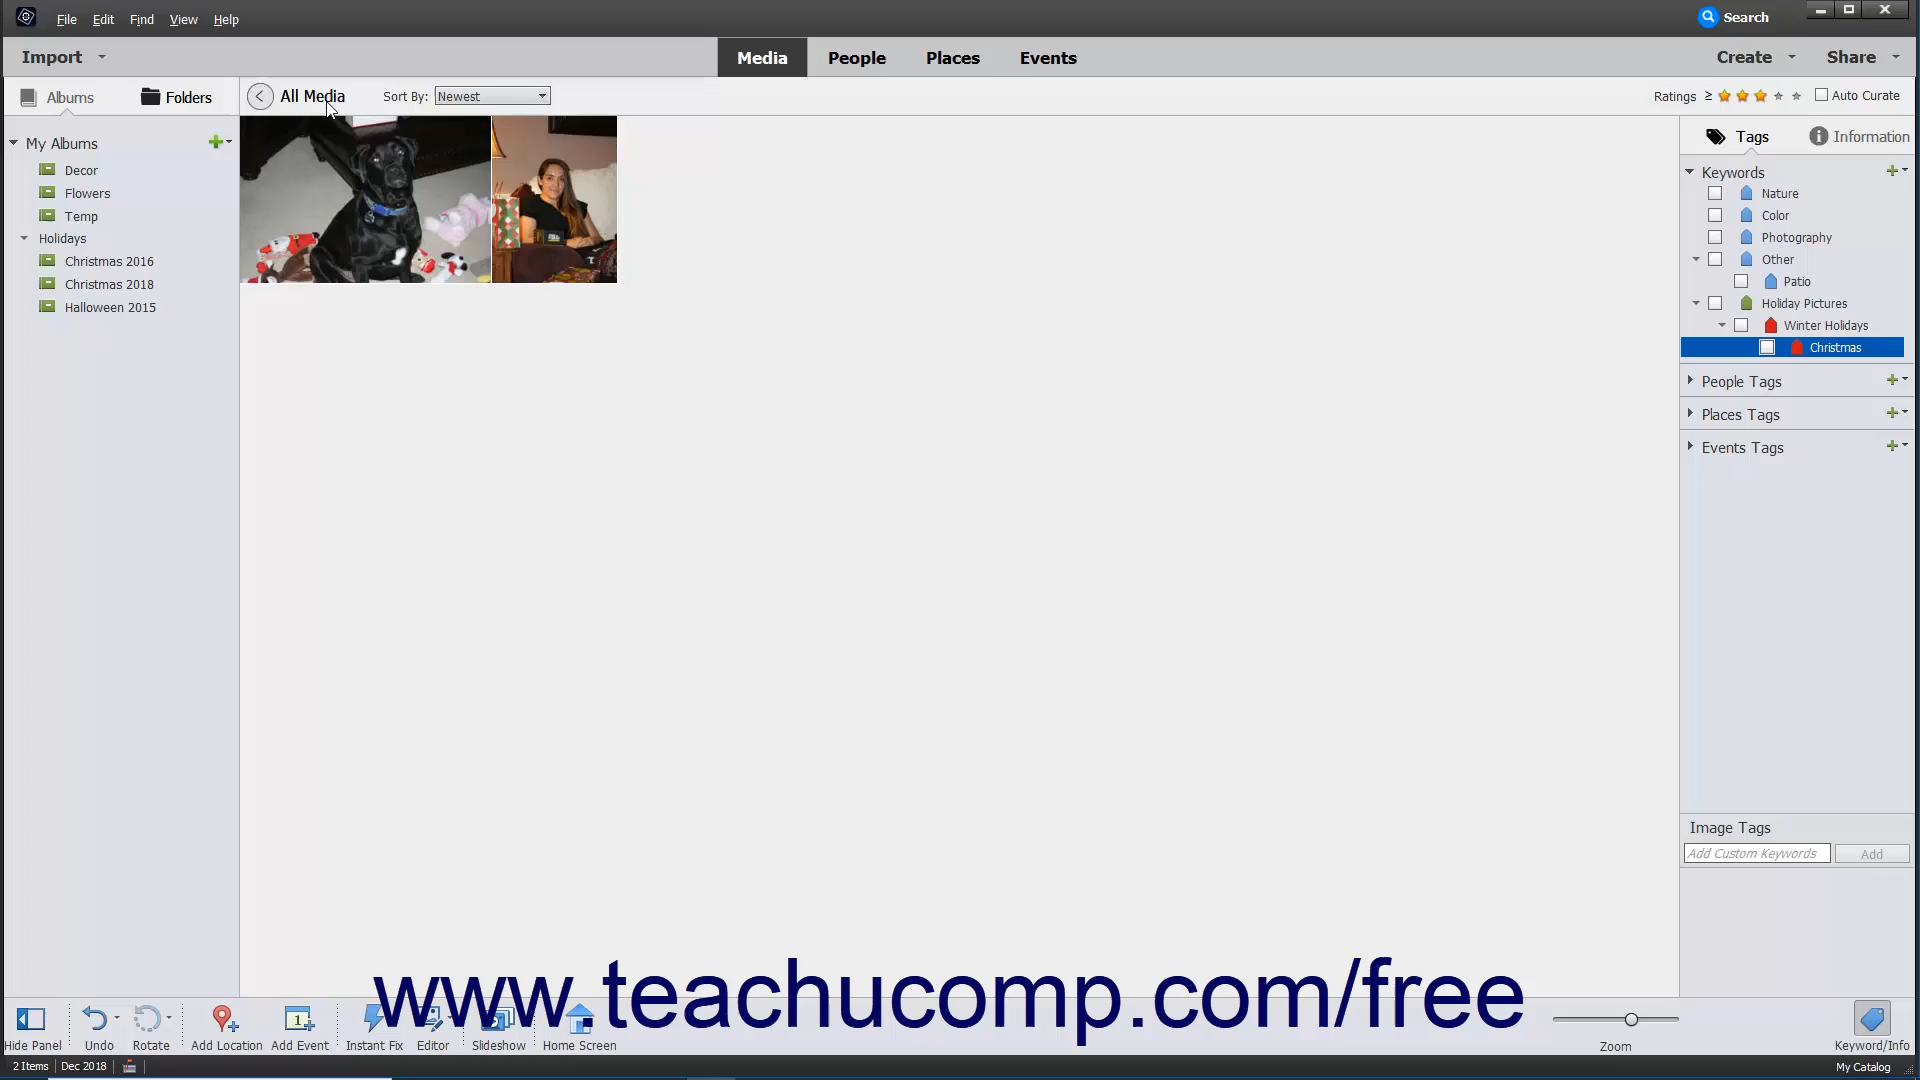 File Edit Find View Help
Search
Import
Media People Places Events
Create Share
Albums Folders
All Media Sort By: Newest
Ratings ≥ Auto Curate
My Albums
Decor
Flowers
Temp
Holidays
Christmas 2016
Christmas 2018
Halloween 2015
Tags Information
Keywords
Nature
Color
Photography
Other
Patio
Holiday Pictures
Winter Holidays
Christmas
People Tags
Places Tags
Events Tags
Image Tags
Add Custom Keywords Add
www.teachucomp.com/free
Hide Panel Undo Rotate Add Location Add Event Instant Fix Editor Slideshow Home Screen Zoom Keyword/Info
2 Items Dec 2018 My Catalog